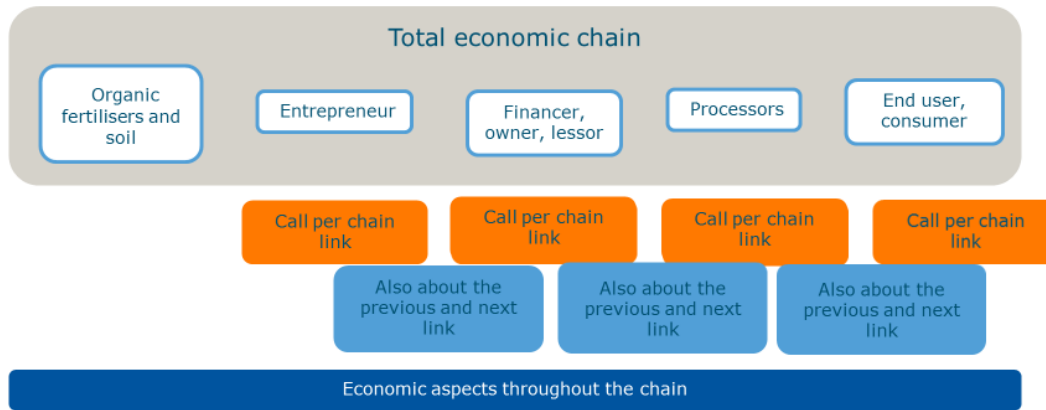 Total economic chain
Organic
fertilisers and
soil
Entrepreneur
Financer,
owner, lessor
Processors
End user,
consumer
Call per chain
link
Call per chain
link
Call per chain
link
Call per chain
link
Also about the
previous and next
link
Also about the
previous and next
link
Also about the
previous and next
link
Economic aspects throughout the chain